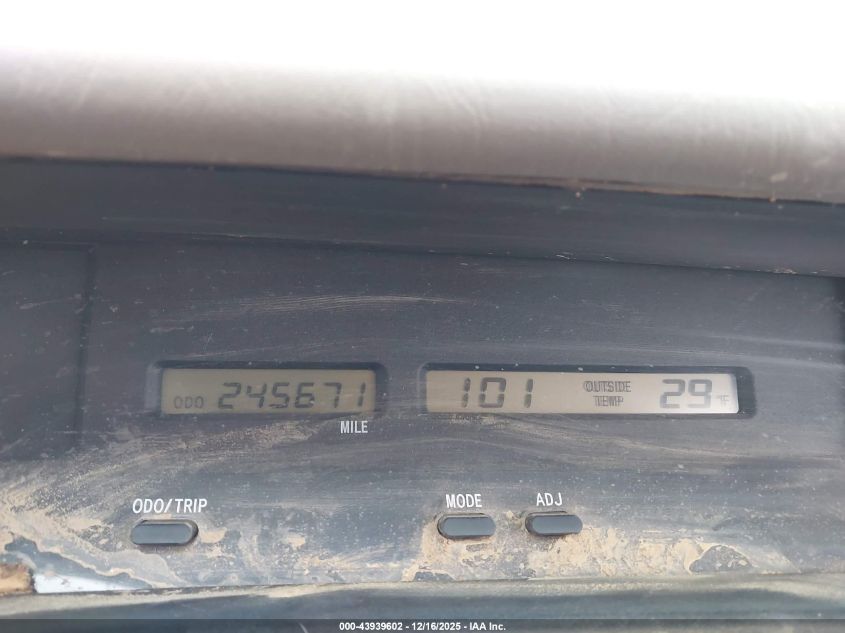 ODO 245671
MILE
101 OUTSIDE TEMP 29 °F
ODO/TRIP
MODE
ADJ
000-43939602 - 12/16/2025 - IAA Inc.